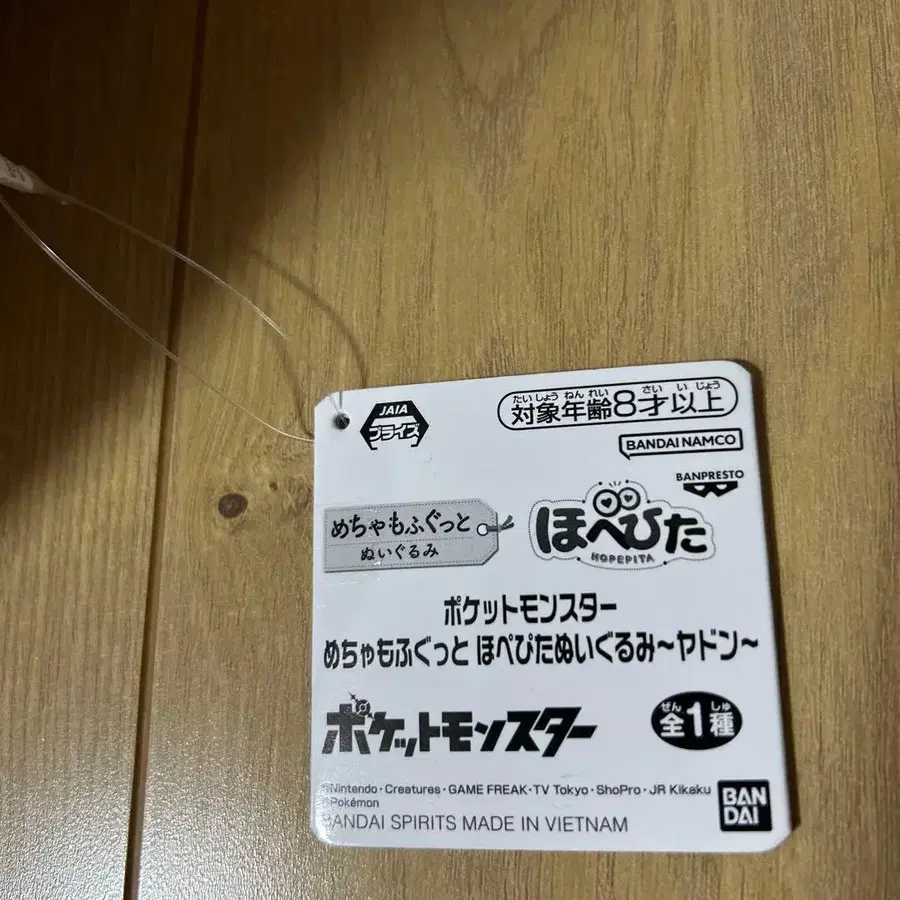 JAIA
プライズ
たいしょうねんれい さいいじょう
対象年齢8才以上
BANDAI NAMCO
BANPRESTO
めちゃもふぐっと
ぬいぐるみ
ほぺぴた
HOPEPITA
ポケットモンスター
めちゃもふぐっと ほぺぴたぬいぐるみ～ヤドン～
ポケットモンスター
ぜん しゅ
全1種
©Nintendo・Creatures・GAME FREAK・TV Tokyo・ShoPro・JR Kikaku
©Pokémon
BANDAI SPIRITS MADE IN VIETNAM
BAN
DAI